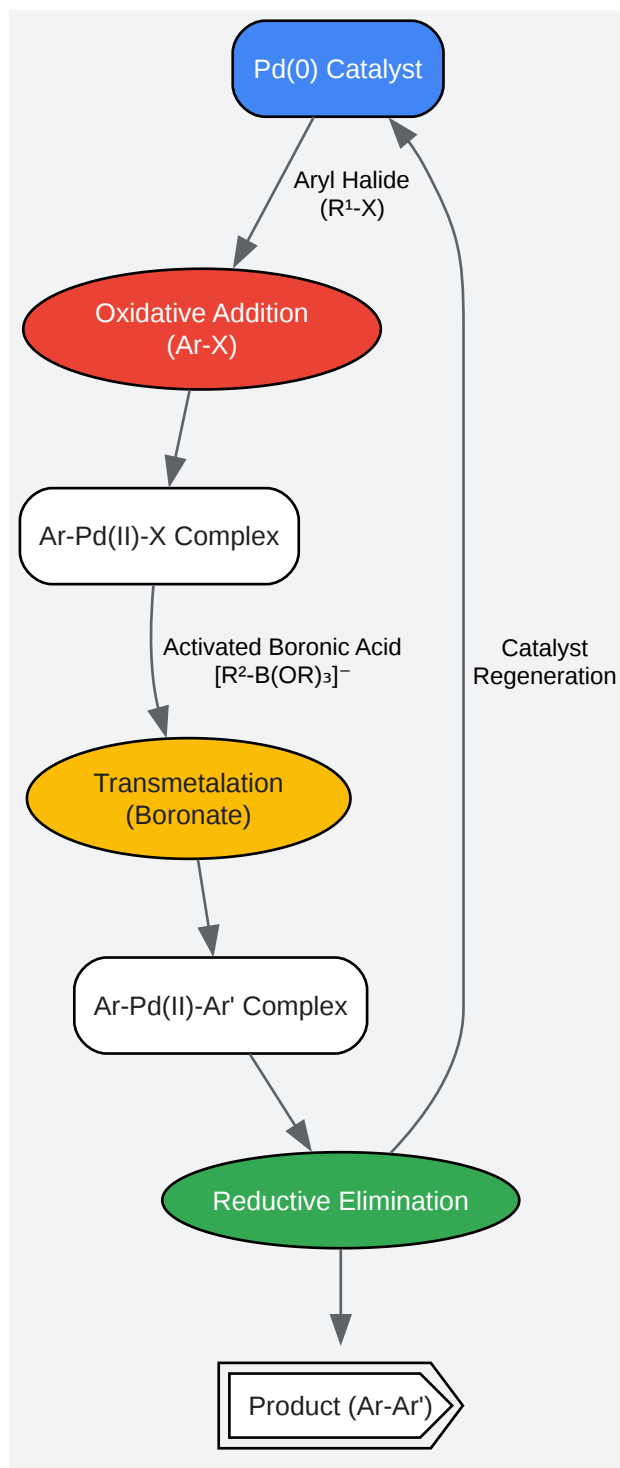 Pd(0) Catalyst
Aryl Halide
(R¹-X)
Oxidative Addition
(Ar-X)
Ar-Pd(II)-X Complex
Activated Boronic Acid
[R²-B(OR)₃]⁻
Catalyst
Regeneration
Transmetalation
(Boronate)
Ar-Pd(II)-Ar' Complex
Reductive Elimination
Product (Ar-Ar')